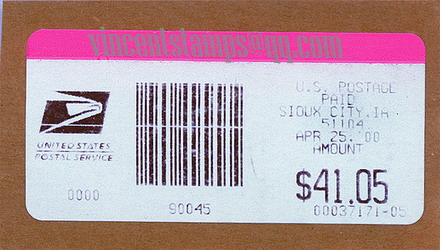 vincentstamps@qq.com
U.S. POSTAGE
PAID
SIOUX CITY, IA
51104
APR 25, '00
AMOUNT
$41.05
00037171-05
UNITED STATES
POSTAL SERVICE
0000
90045